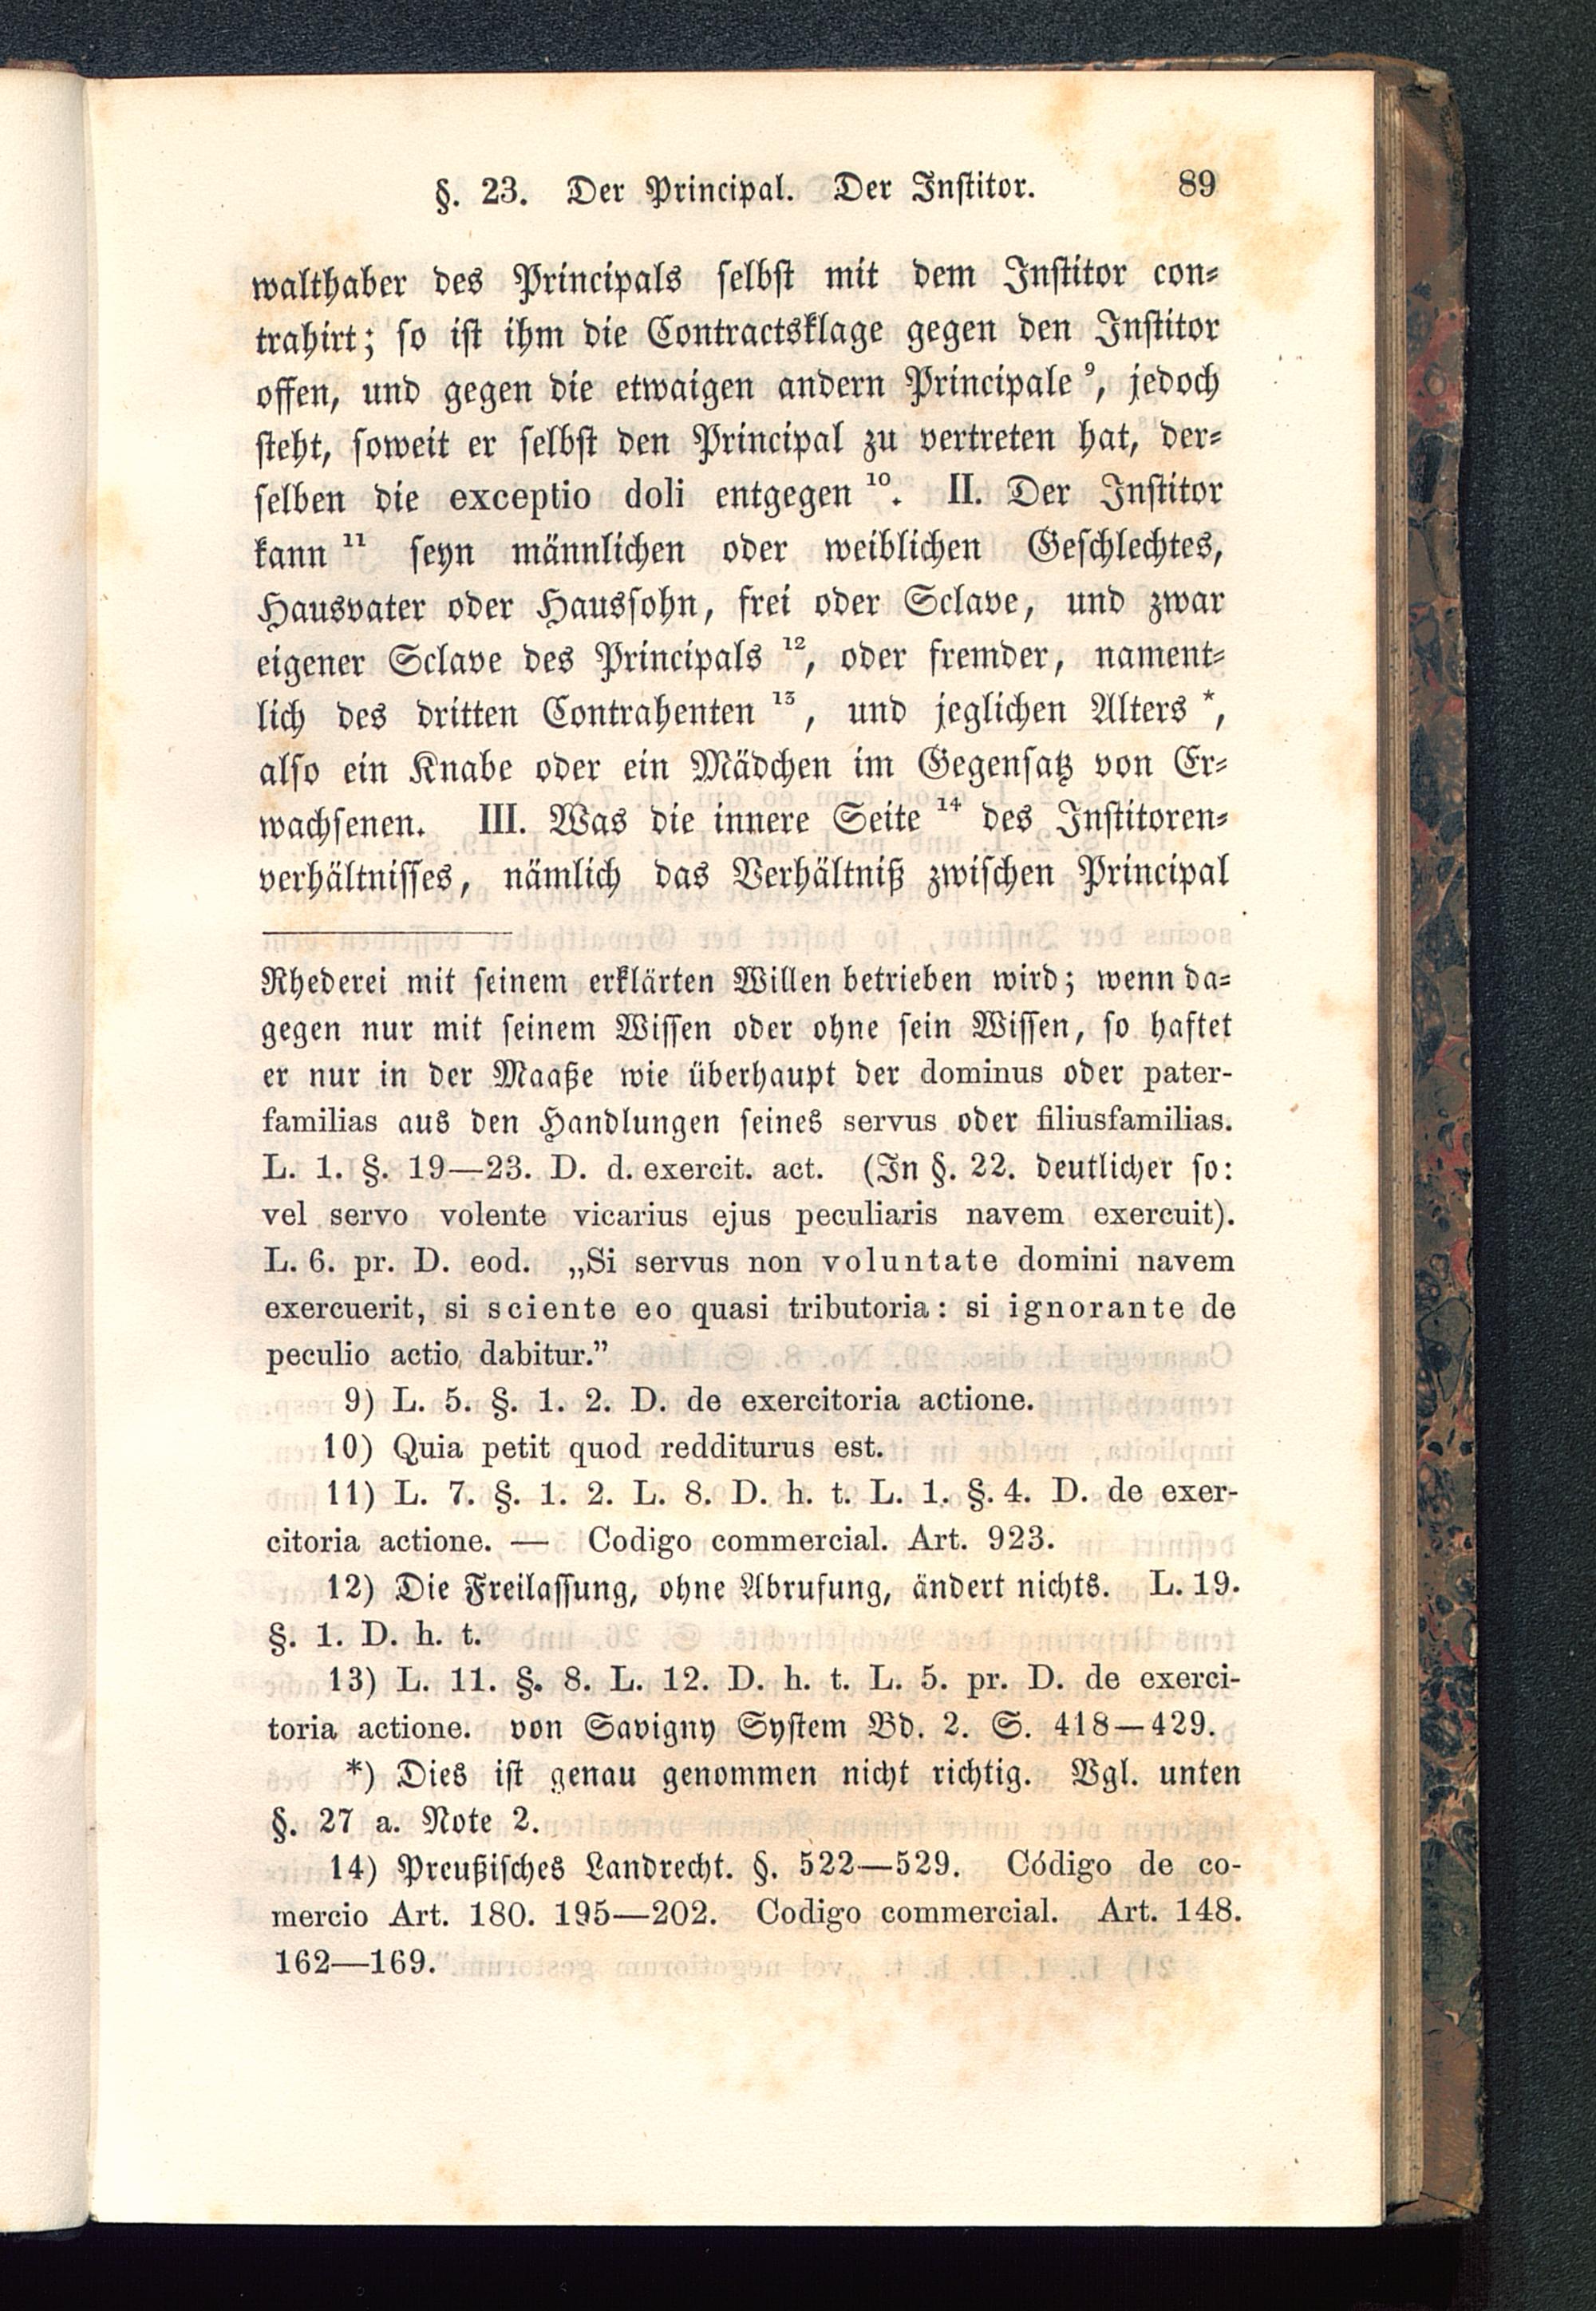 §. 23. Der Principal. Der Institor. 89
walthaber des Principals selbst mit dem Institor con-
trahirt; so ist ihm die Contractsklage gegen den Institor
offen, und gegen die etwaigen andern Principale ⁹, jedoch
steht, soweit er selbst den Principal zu vertreten hat, der-
selben die exceptio doli entgegen ¹⁰. II. Der Institor
kann ¹¹ seyn männlichen oder weiblichen Geschlechtes,
Hausvater oder Haussohn, frei oder Sclave, und zwar
eigener Sclave des Principals ¹², oder fremder, nament-
lich des dritten Contrahenten ¹³, und jeglichen Alters *,
also ein Knabe oder ein Mädchen im Gegensatz von Er-
wachsenen. III. Was die innere Seite ¹⁴ des Institoren-
verhältnisses, nämlich das Verhältniß zwischen Principal
Rhederei mit seinem erklärten Willen betrieben wird; wenn da-
gegen nur mit seinem Wissen oder ohne sein Wissen, so haftet
er nur in der Maaße wie überhaupt der dominus oder pater-
familias aus den Handlungen seines servus oder filiusfamilias.
L. 1. §. 19—23. D. d. exercit. act. (In §. 22. deutlicher so:
vel servo volente vicarius ejus peculiaris navem exercuit).
L. 6. pr. D. eod. „Si servus non voluntate domini navem
exercuerit, si sciente eo quasi tributoria: si ignorante de
peculio actio dabitur.”
9) L. 5. §. 1. 2. D. de exercitoria actione.
10) Quia petit quod redditurus est.
11) L. 7. §. 1. 2. L. 8. D. h. t. L. 1. §. 4. D. de exer-
citoria actione. — Codigo commercial. Art. 923.
12) Die Freilassung, ohne Abrufung, ändert nichts. L. 19.
§. 1. D. h. t.
13) L. 11. §. 8. L. 12. D. h. t. L. 5. pr. D. de exerci-
toria actione. von Savigny System Bd. 2. S. 418—429.
*) Dies ist genau genommen nicht richtig. Vgl. unten
§. 27 a. Note 2.
14) Preußisches Landrecht. §. 522—529. Código de co-
mercio Art. 180. 195—202. Codigo commercial. Art. 148.
162—169.